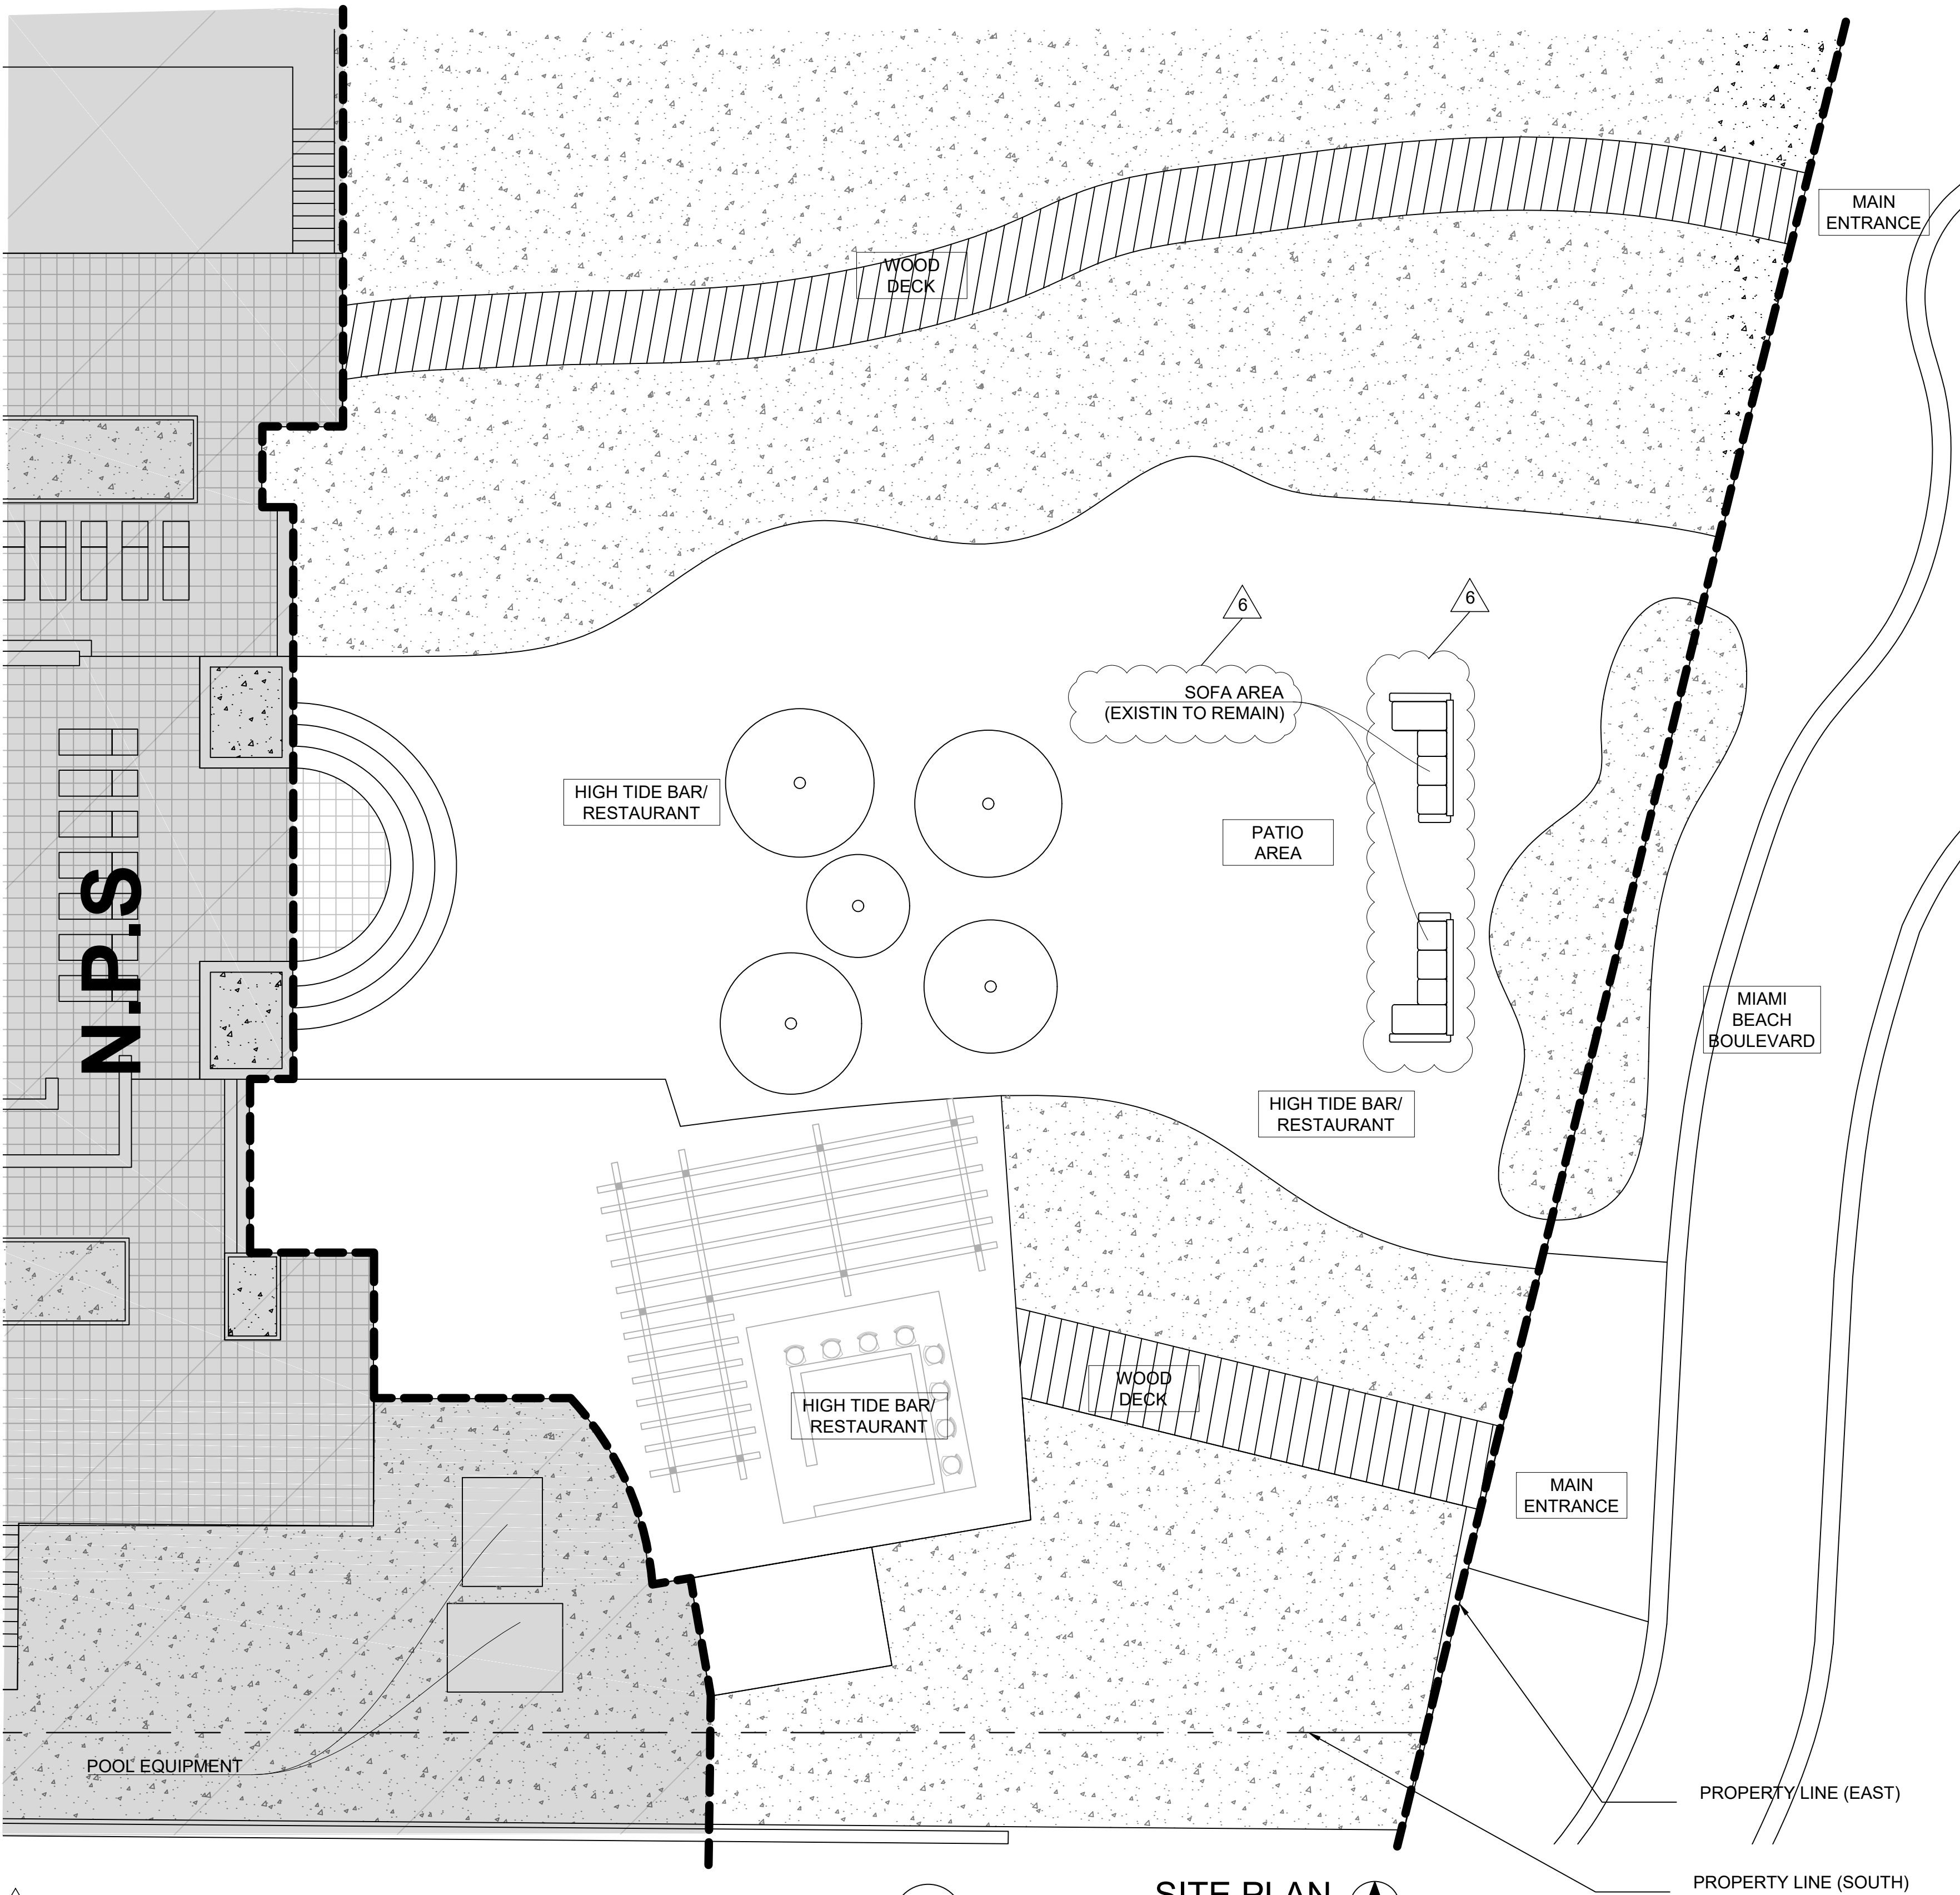 MAIN
ENTRANCE
WOOD
DECK
6
6
SOFA AREA
(EXISTIN TO REMAIN)
HIGH TIDE BAR/
RESTAURANT
PATIO
AREA
N.P.S
MIAMI
BEACH
BOULEVARD
HIGH TIDE BAR/
RESTAURANT
WOOD
DECK
HIGH TIDE BAR/
RESTAURANT
MAIN
ENTRANCE
POOL EQUIPMENT
PROPERTY LINE (EAST)
PROPERTY LINE (SOUTH)
SITE PLAN